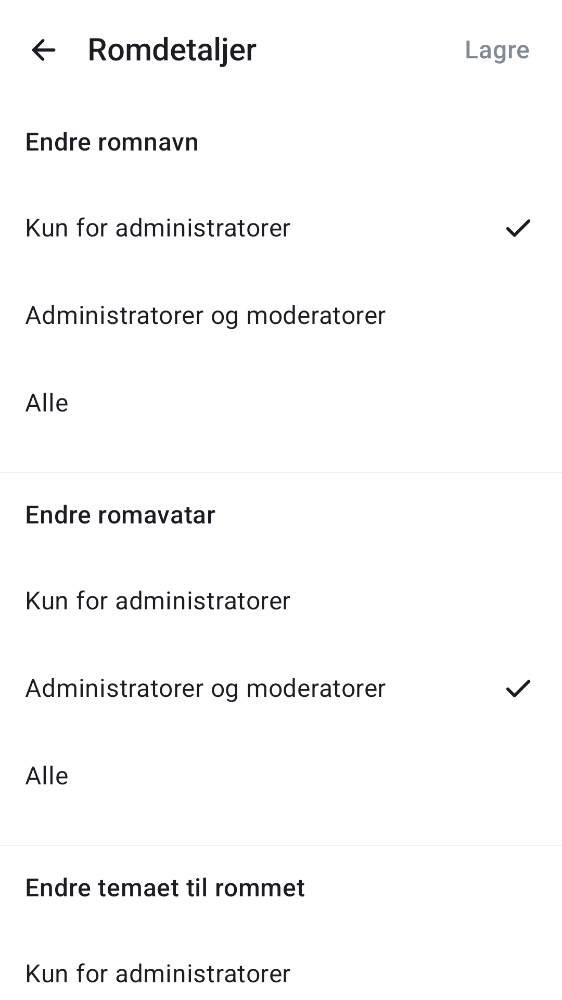 Romdetaljer
Lagre
Endre romnavn
Kun for administratorer
Administratorer og moderatorer
Alle
Endre romavatar
Kun for administratorer
Administratorer og moderatorer
Alle
Endre temaet til rommet
Kun for administratorer